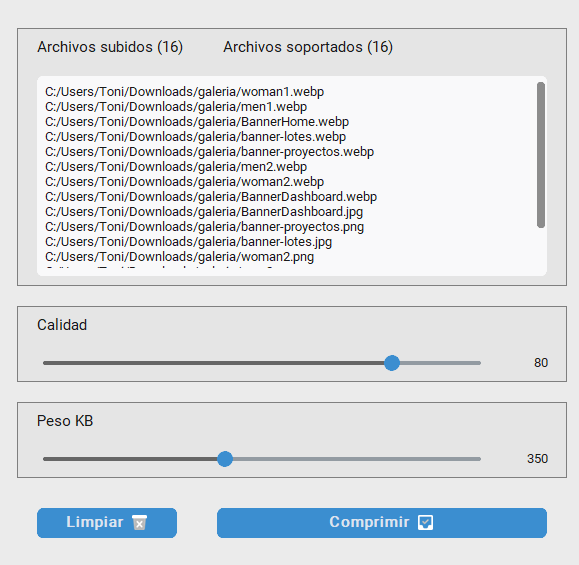 Archivos subidos (16) Archivos soportados (16)
C:/Users/Toni/Downloads/galeria/woman1.webp
C:/Users/Toni/Downloads/galeria/men1.webp
C:/Users/Toni/Downloads/galeria/BannerHome.webp
C:/Users/Toni/Downloads/galeria/banner-lotes.webp
C:/Users/Toni/Downloads/galeria/banner-proyectos.webp
C:/Users/Toni/Downloads/galeria/men2.webp
C:/Users/Toni/Downloads/galeria/woman2.webp
C:/Users/Toni/Downloads/galeria/BannerDashboard.webp
C:/Users/Toni/Downloads/galeria/BannerDashboard.jpg
C:/Users/Toni/Downloads/galeria/banner-proyectos.png
C:/Users/Toni/Downloads/galeria/banner-lotes.jpg
C:/Users/Toni/Downloads/galeria/woman2.png
Calidad
80
Peso KB
350
Limpiar Comprimir